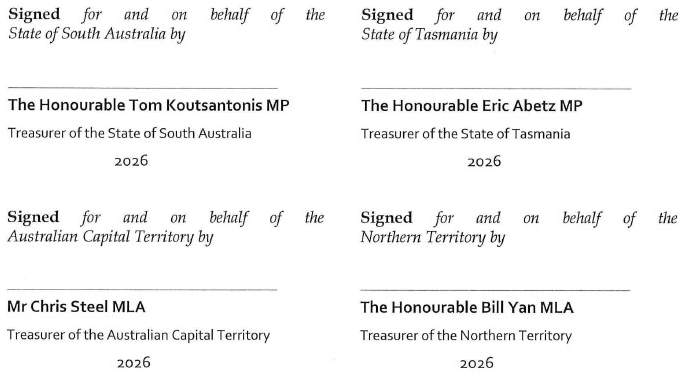 Signed for and on behalf of the
State of South Australia by
The Honourable Tom Koutsantonis MP
Treasurer of the State of South Australia
2026
Signed for and on behalf of the
State of Tasmania by
The Honourable Eric Abetz MP
Treasurer of the State of Tasmania
2026
Signed for and on behalf of the
Australian Capital Territory by
Mr Chris Steel MLA
Treasurer of the Australian Capital Territory
2026
Signed for and on behalf of the
Northern Territory by
The Honourable Bill Yan MLA
Treasurer of the Northern Territory
2026